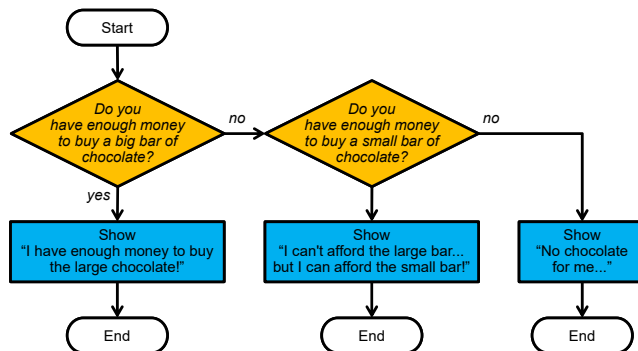 Start
Do you
have enough money
to buy a big bar of
chocolate?
no
Do you
have enough money
to buy a small bar of
chocolate?
no
yes
Show
“I have enough money to buy
the large chocolate!”
Show
“I can't afford the large bar...
but I can afford the small bar!”
Show
“No chocolate
for me...”
End
End
End